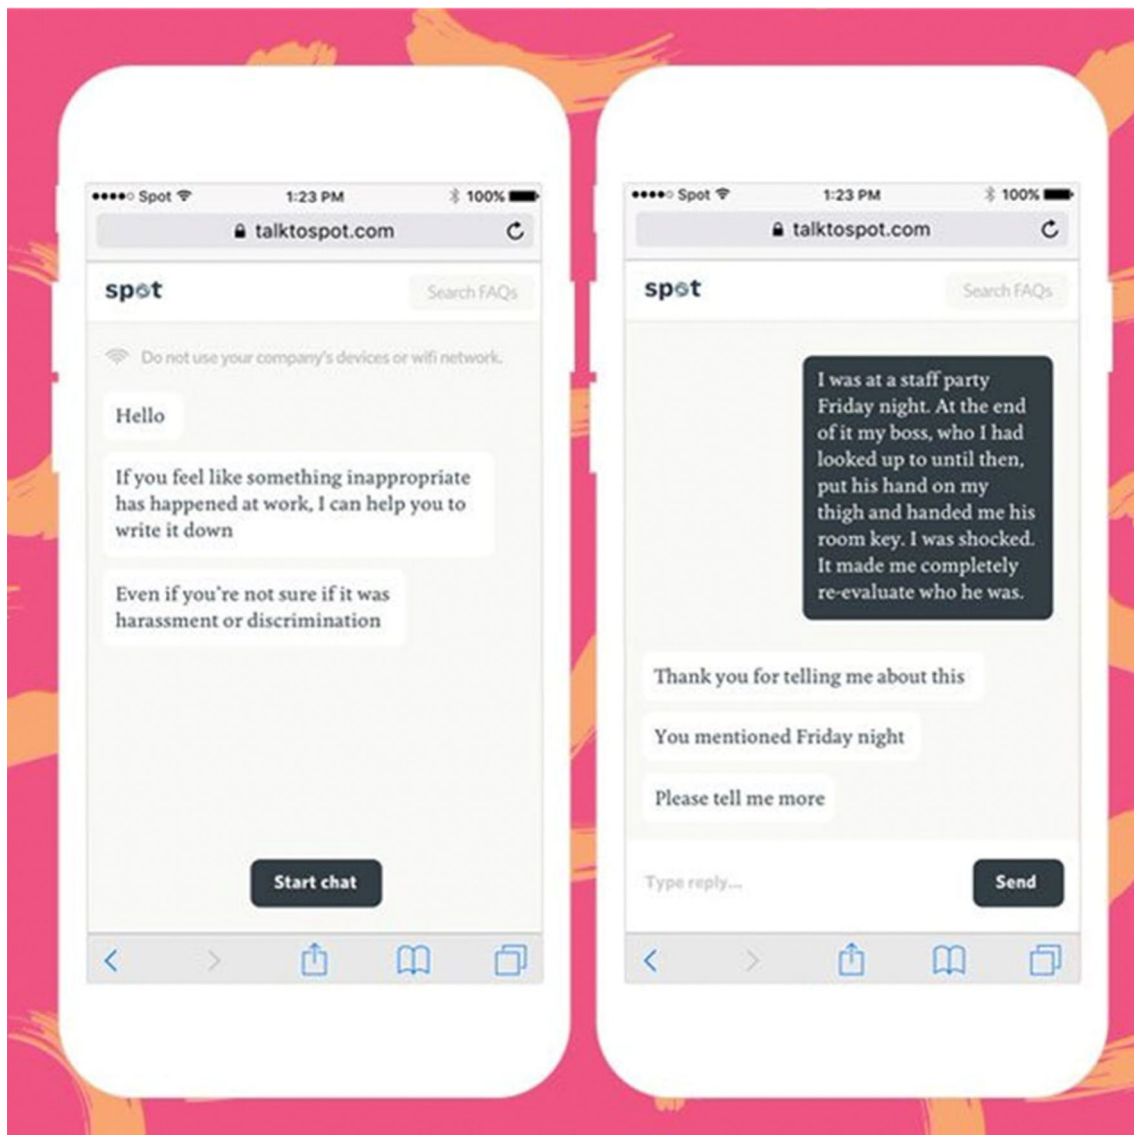 Spot 1:23 PM 100%
talktospot.com
spot Search FAQs
Do not use your company's devices or wifi network.
Hello
If you feel like something inappropriate
has happened at work, I can help you to
write it down
Even if you're not sure if it was
harassment or discrimination
Start chat
Spot 1:23 PM 100%
talktospot.com
spot Search FAQs
I was at a staff party
Friday night. At the end
of it my boss, who I had
looked up to until then,
put his hand on my
thigh and handed me his
room key. I was shocked.
It made me completely
re-evaluate who he was.
Thank you for telling me about this
You mentioned Friday night
Please tell me more
Type reply... Send